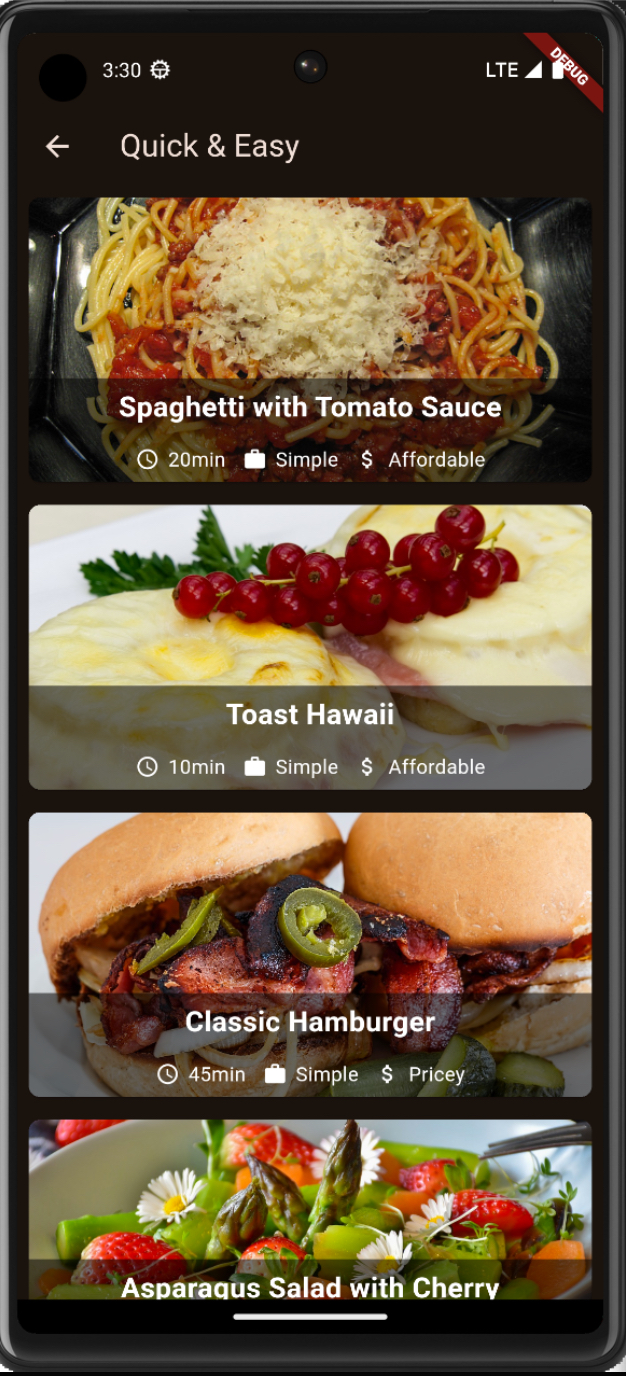 3:30
LTE
DEBUG
Quick & Easy
Spaghetti with Tomato Sauce
20min Simple $ Affordable
Toast Hawaii
10min Simple $ Affordable
Classic Hamburger
45min Simple $ Pricey
Asparagus Salad with Cherry